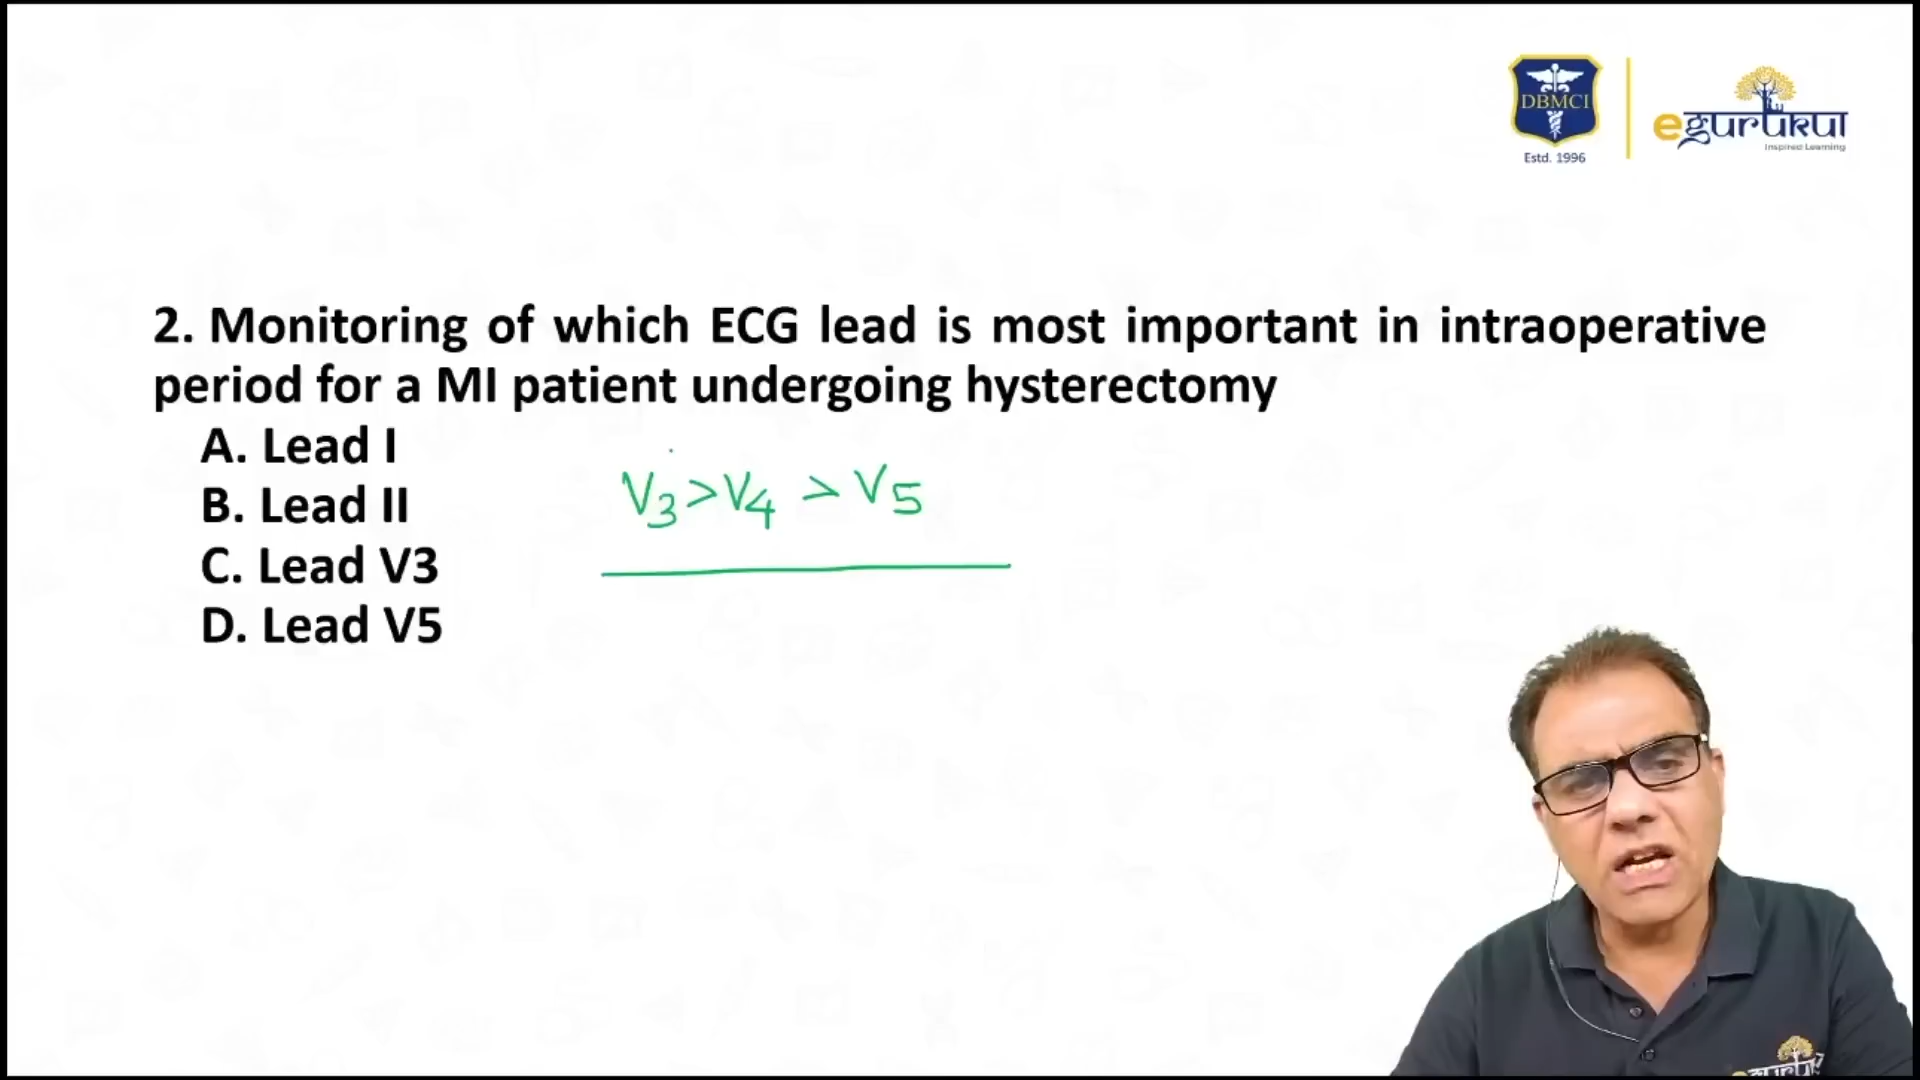 DBMCI
Estd. 1996
egurukul
Inspired Learning
2. Monitoring of which ECG lead is most important in intraoperative
period for a MI patient undergoing hysterectomy
A. Lead I
B. Lead II
C. Lead V3
D. Lead V5
V3 > V4 > V5